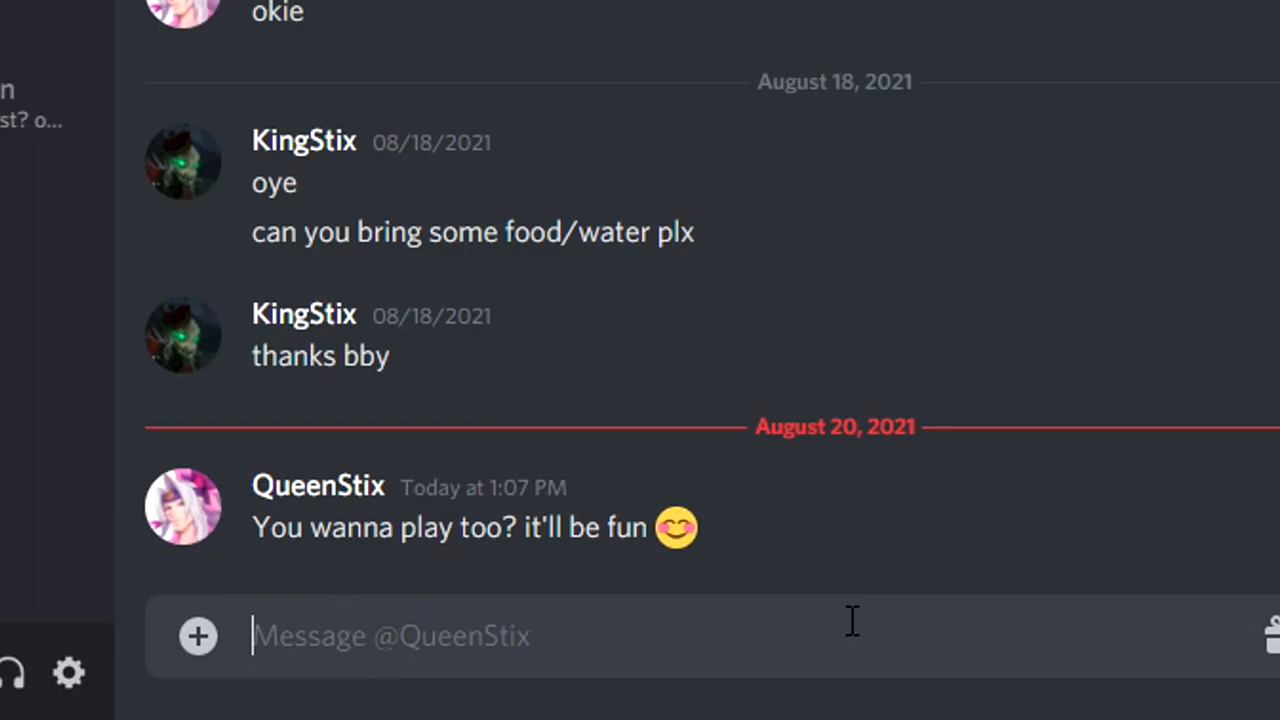 okie
August 18, 2021
n
st? o...
KingStix 08/18/2021
oye
can you bring some food/water plx
KingStix 08/18/2021
thanks bby
August 20, 2021
QueenStix Today at 1:07 PM
You wanna play too? it'll be fun 😊
Message @QueenStix